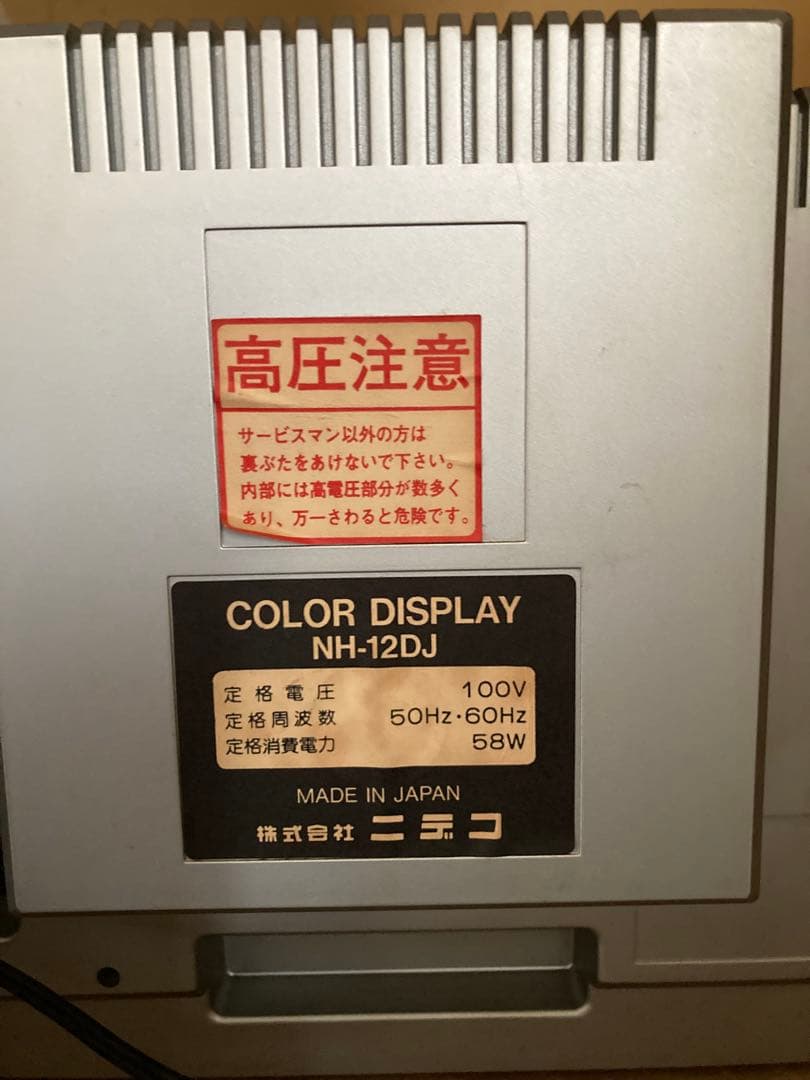 高圧注意
サービスマン以外の方は
裏ぶたをあけないで下さい。
内部には高電圧部分が数多く
あり、万一さわると危険です。
COLOR DISPLAY
NH-12DJ
定格電圧 100V
定格周波数 50Hz・60Hz
定格消費電力 58W
MADE IN JAPAN
株式会社 ニデコ